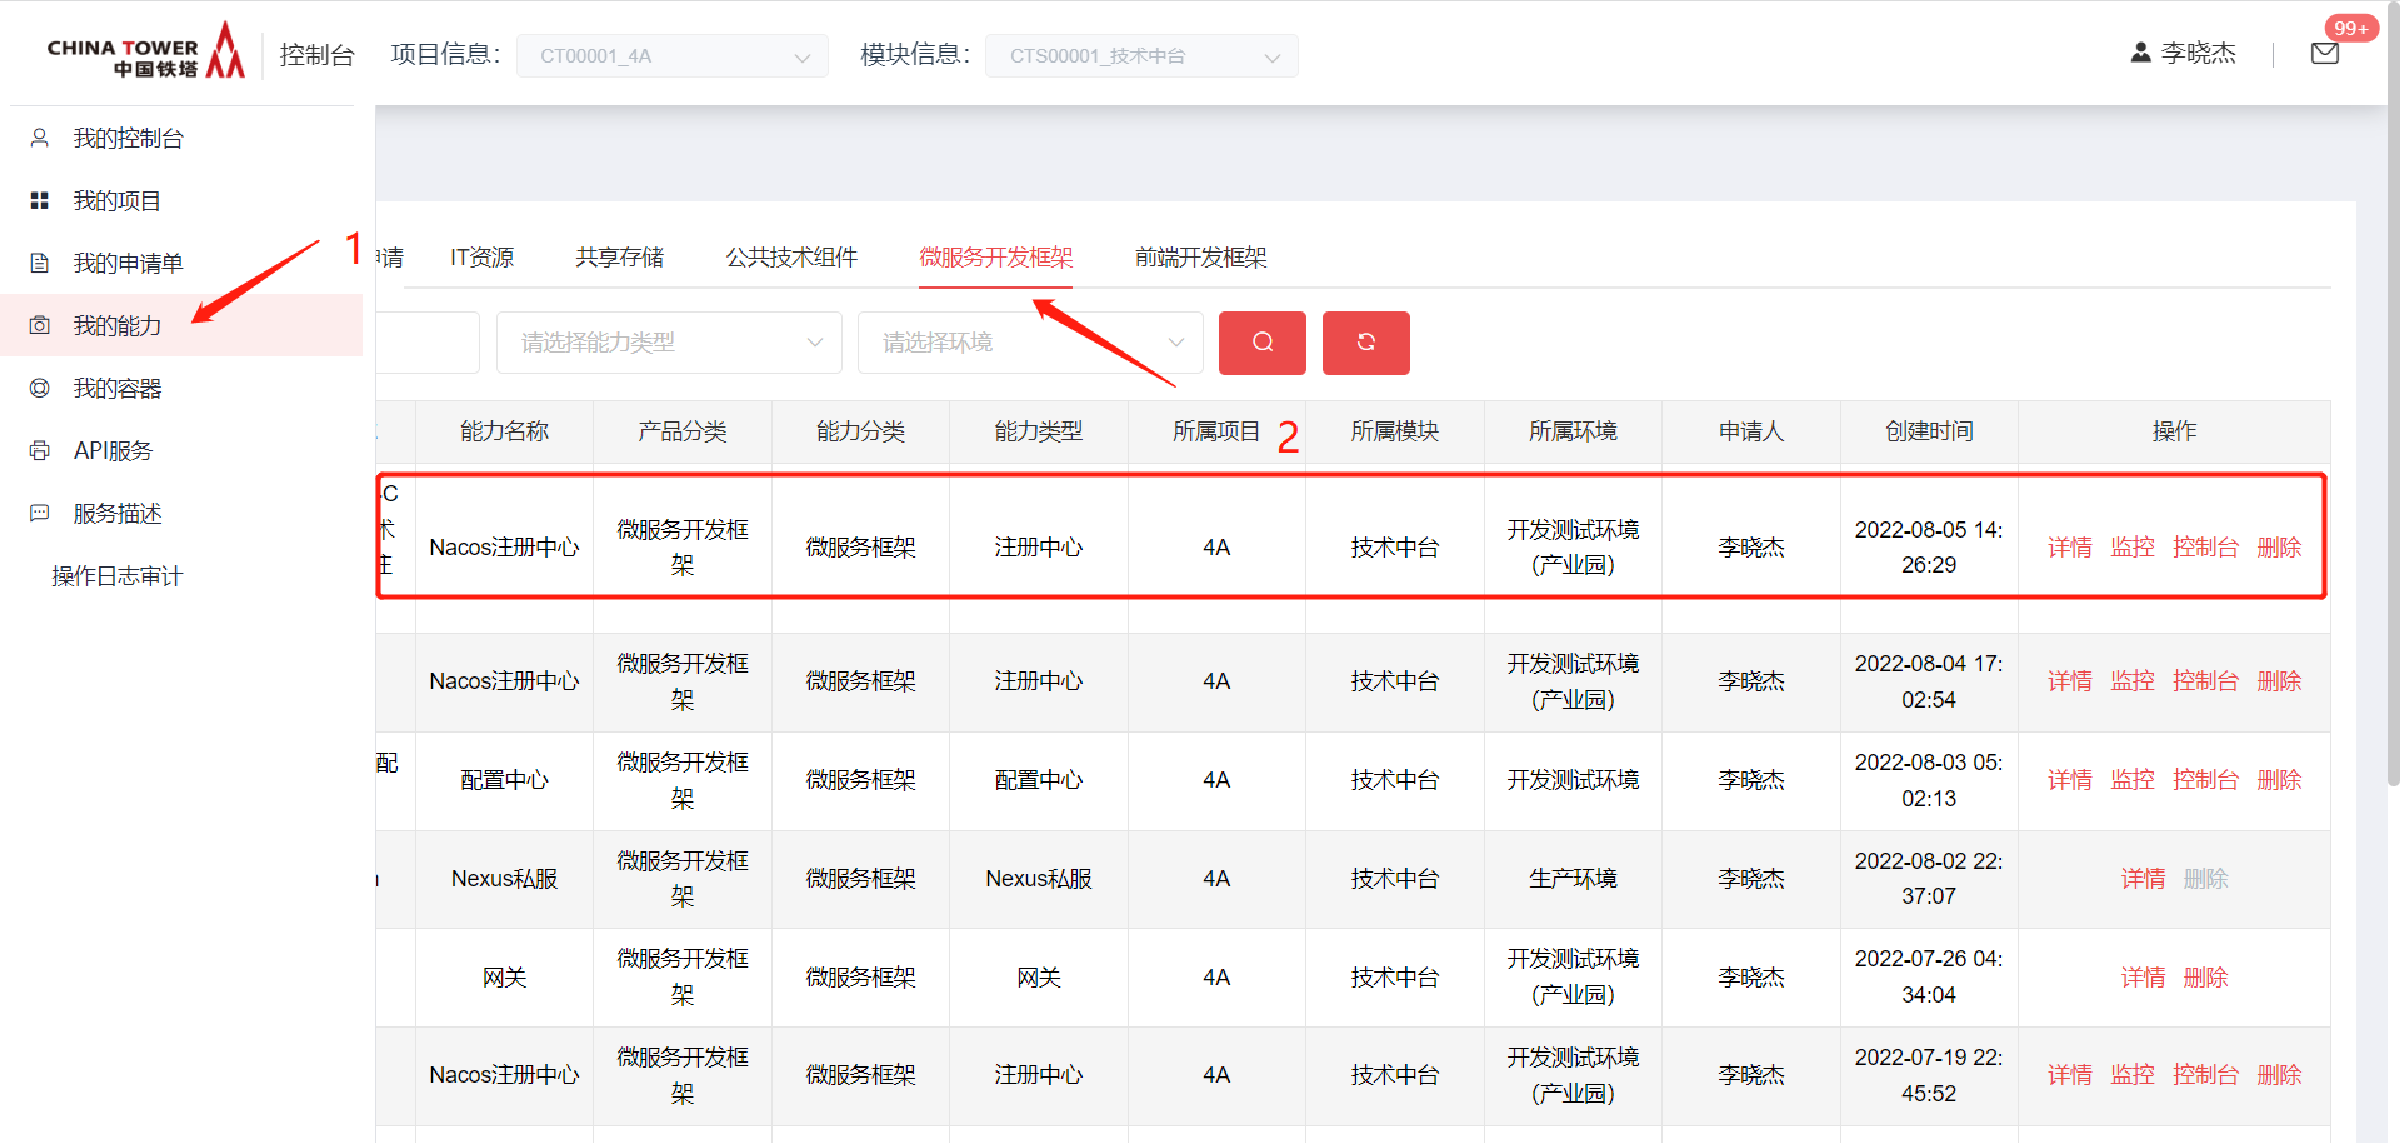 CHINA TOWER
中国铁塔
控制台
项目信息：
CT00001_4A
模块信息：
CTS00001_技术中台
李晓杰
99+
我的控制台
我的项目
我的申请单
我的能力
我的容器
API服务
服务描述
操作日志审计
1
申请
IT资源
共享存储
公共技术组件
微服务开发框架
前端开发框架
请选择能力类型
请选择环境
能力名称
产品分类
能力分类
能力类型
所属项目
2
所属模块
所属环境
申请人
创建时间
操作
-C
术
主
Nacos注册中心
微服务开发框
架
微服务框架
注册中心
4A
技术中台
开发测试环境
(产业园)
李晓杰
2022-08-05 14:
26:29
详情 监控 控制台 删除
Nacos注册中心
微服务开发框
架
微服务框架
注册中心
4A
技术中台
开发测试环境
(产业园)
李晓杰
2022-08-04 17:
02:54
详情 监控 控制台 删除
配
配置中心
微服务开发框
架
微服务框架
配置中心
4A
技术中台
开发测试环境
李晓杰
2022-08-03 05:
02:13
详情 监控 控制台 删除
Nexus私服
微服务开发框
架
微服务框架
Nexus私服
4A
技术中台
生产环境
李晓杰
2022-08-02 22:
37:07
详情 删除
网关
微服务开发框
架
微服务框架
网关
4A
技术中台
开发测试环境
(产业园)
李晓杰
2022-07-26 04:
34:04
详情 删除
Nacos注册中心
微服务开发框
架
微服务框架
注册中心
4A
技术中台
开发测试环境
(产业园)
李晓杰
2022-07-19 22:
45:52
详情 监控 控制台 删除